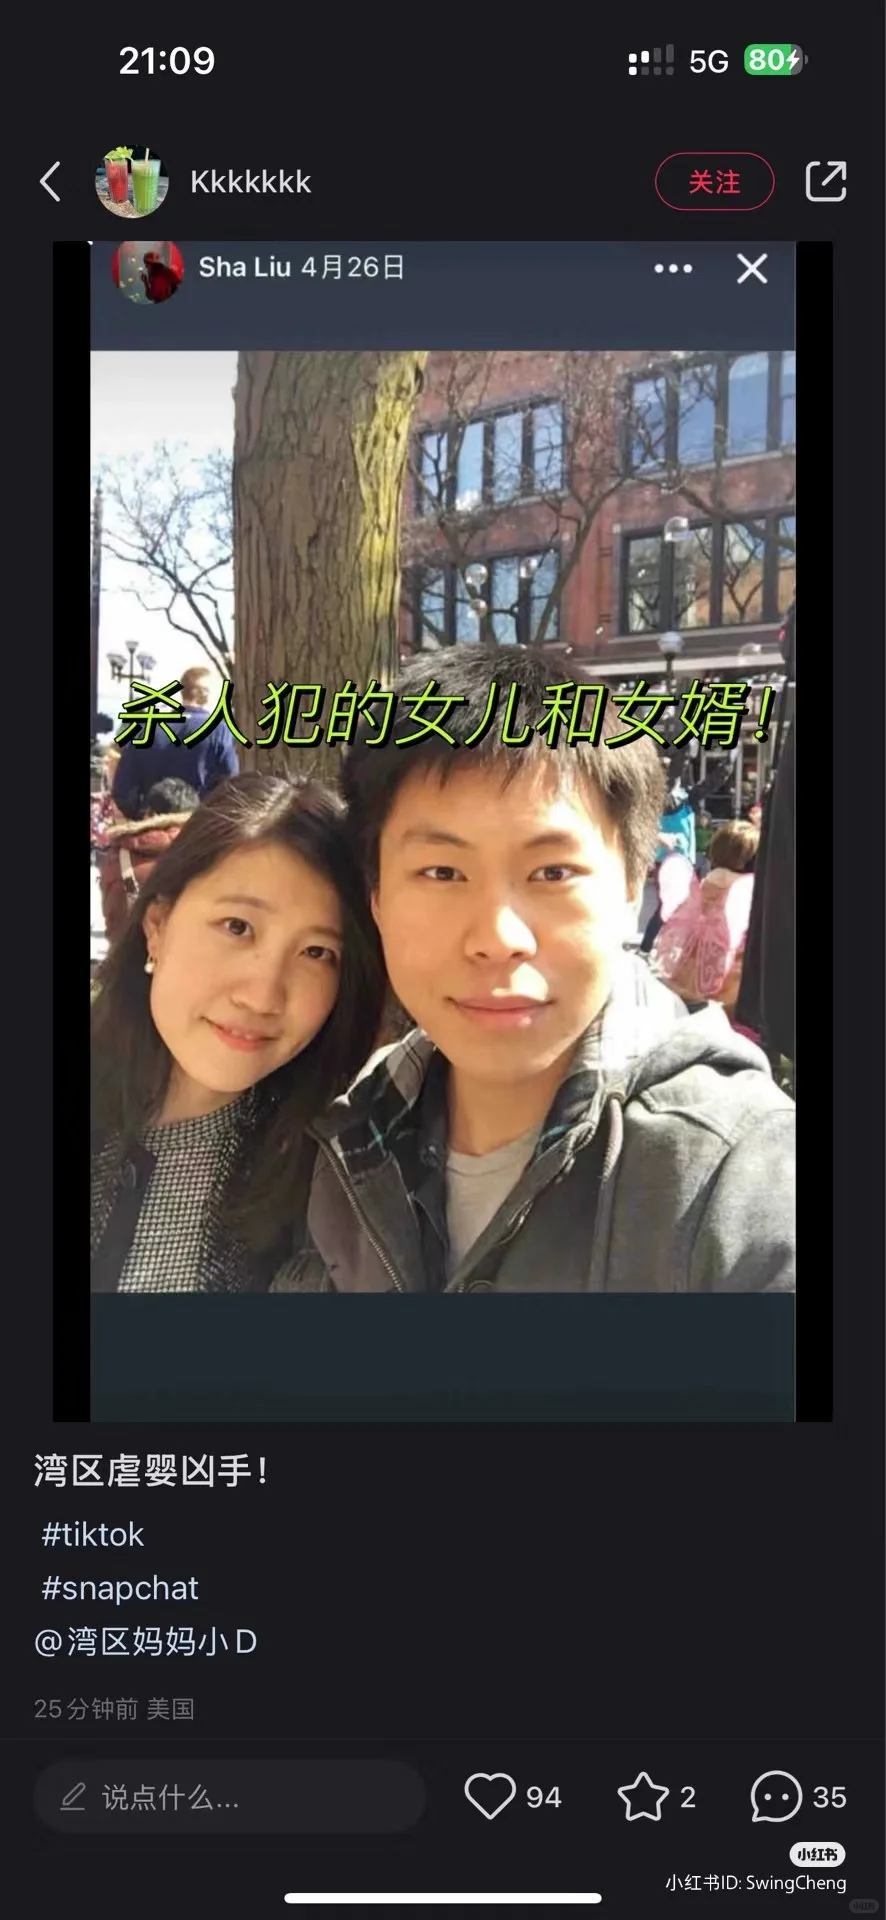 21:09
5G 80
Kkkkkkk
关注
Sha Liu 4月26日
杀人犯的女儿和女婿！
湾区虐婴凶手！
#tiktok
#snapchat
@湾区妈妈小D
25分钟前 美国
说点什么...
94
2
35
小红书
小红书ID: SwingCheng